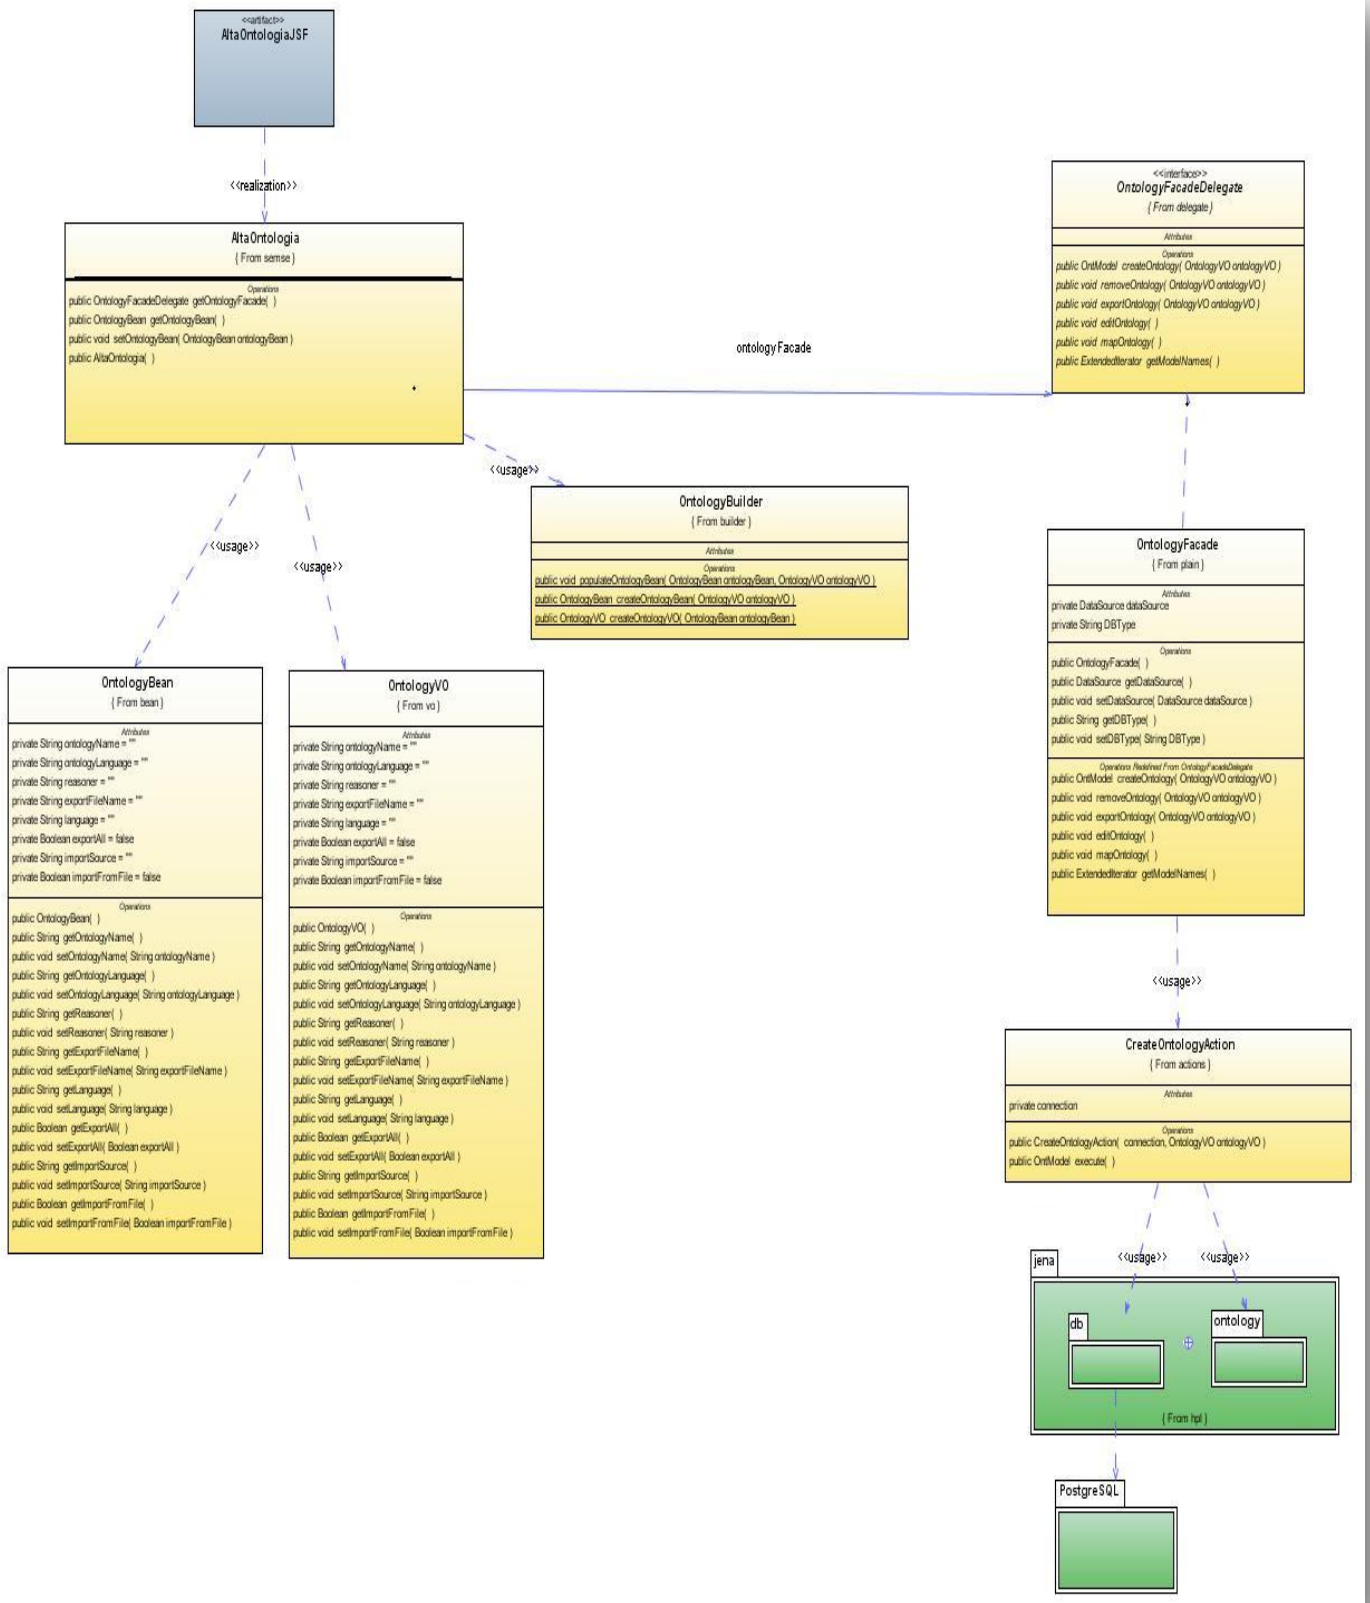 <<artifact>>
AltaOntologiaJSF
<<realization>>
AltaOntologia
{ From semse }
Operations
public OntologyFacadeDelegate getOntologyFacade( )
public OntologyBean getOntologyBean( )
public void setOntologyBean( OntologyBean ontologyBean )
public AltaOntologia( )
ontologyFacade
<<interface>>
OntologyFacadeDelegate
{ From delegate }
Attributes
Operations
public OntModel createOntology( OntologyVO ontologyVO )
public void removeOntology( OntologyVO ontologyVO )
public void exportOntology( OntologyVO ontologyVO )
public void editOntology( )
public void mapOntology( )
public ExtendedIterator getModelNames( )
<<usage>>
<<usage>>
<<usage>>
OntologyBuilder
{ From builder }
Attributes
Operations
public void populateOntologyBean( OntologyBean ontologyBean, OntologyVO ontologyVO )
public OntologyBean createOntologyBean( OntologyVO ontologyVO )
public OntologyVO createOntologyVO( OntologyBean ontologyBean )
OntologyFacade
{ From plain }
Attributes
private DataSource dataSource
private String DBType
Operations
public OntologyFacade( )
public DataSource getDataSource( )
public void setDataSource( DataSource dataSource )
public String getDBType( )
public void setDBType( String DBType )
Operations Redefined From OntologyFacadeDelegate
public OntModel createOntology( OntologyVO ontologyVO )
public void removeOntology( OntologyVO ontologyVO )
public void exportOntology( OntologyVO ontologyVO )
public void editOntology( )
public void mapOntology( )
public ExtendedIterator getModelNames( )
OntologyBean
{ From bean }
Attributes
private String ontologyName = ""
private String ontologyLanguage = ""
private String reasoner = ""
private String exportFileName = ""
private String language = ""
private Boolean exportAll = false
private String importSource = ""
private Boolean importFromFile = false
Operations
public OntologyBean( )
public String getOntologyName( )
public void setOntologyName( String ontologyName )
public String getOntologyLanguage( )
public void setOntologyLanguage( String ontologyLanguage )
public String getReasoner( )
public void setReasoner( String reasoner )
public String getExportFileName( )
public void setExportFileName( String exportFileName )
public String getLanguage( )
public void setLanguage( String language )
public Boolean getExportAll( )
public void setExportAll( Boolean exportAll )
public String getImportSource( )
public void setImportSource( String importSource )
public Boolean getImportFromFile( )
public void setImportFromFile( Boolean importFromFile )
OntologyVO
{ From vo }
Attributes
private String ontologyName = ""
private String ontologyLanguage = ""
private String reasoner = ""
private String exportFileName = ""
private String language = ""
private Boolean exportAll = false
private String importSource = ""
private Boolean importFromFile = false
Operations
public OntologyVO( )
public String getOntologyName( )
public void setOntologyName( String ontologyName )
public String getOntologyLanguage( )
public void setOntologyLanguage( String ontologyLanguage )
public String getReasoner( )
public void setReasoner( String reasoner )
public String getExportFileName( )
public void setExportFileName( String exportFileName )
public String getLanguage( )
public void setLanguage( String language )
public Boolean getExportAll( )
public void setExportAll( Boolean exportAll )
public String getImportSource( )
public void setImportSource( String importSource )
public Boolean getImportFromFile( )
public void setImportFromFile( Boolean importFromFile )
<<usage>>
CreateOntologyAction
{ From actions }
Attributes
private connection
Operations
public CreateOntologyAction( connection, OntologyVO ontologyVO )
public OntModel execute( )
<<usage>>
<<usage>>
jena
db
ontology
{ From hpl }
PostgreSQL